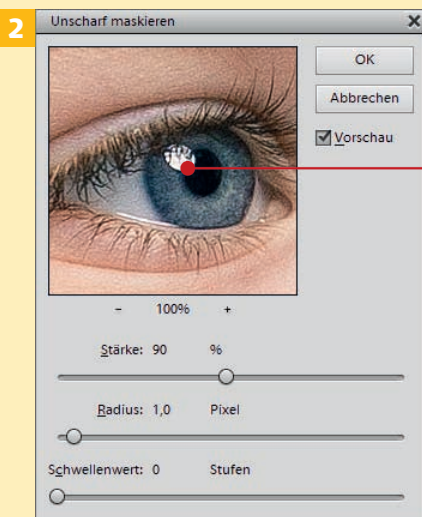 2
Unscharf maskieren
OK
Abbrechen
Vorschau
- 100% +
Stärke: 90 %
Radius: 1,0 Pixel
Schwellenwert: 0 Stufen